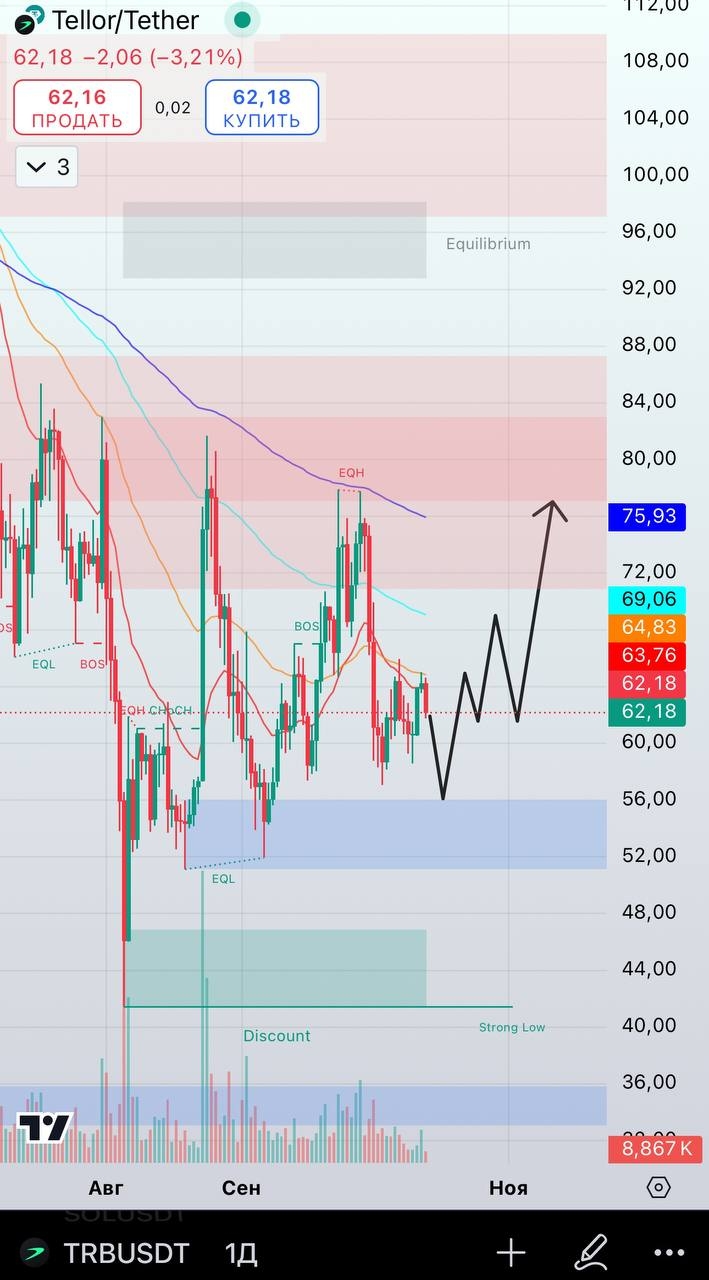 Tellor/Tether
112,00
62,18 −2,06 (−3,21%)
108,00
62,16
ПРОДАТЬ
0,02
62,18
КУПИТЬ
104,00
3
100,00
96,00
Equilibrium
92,00
88,00
84,00
80,00
EQH
75,93
72,00
69,06
64,83
BOS
EQL
BOS
63,76
62,18
62,18
EQH CHoCH
60,00
56,00
52,00
EQL
48,00
44,00
40,00
Strong Low
Discount
36,00
8,867 K
Авг
Сен
Ноя
SOLUSDT
TRBUSDT
1Д